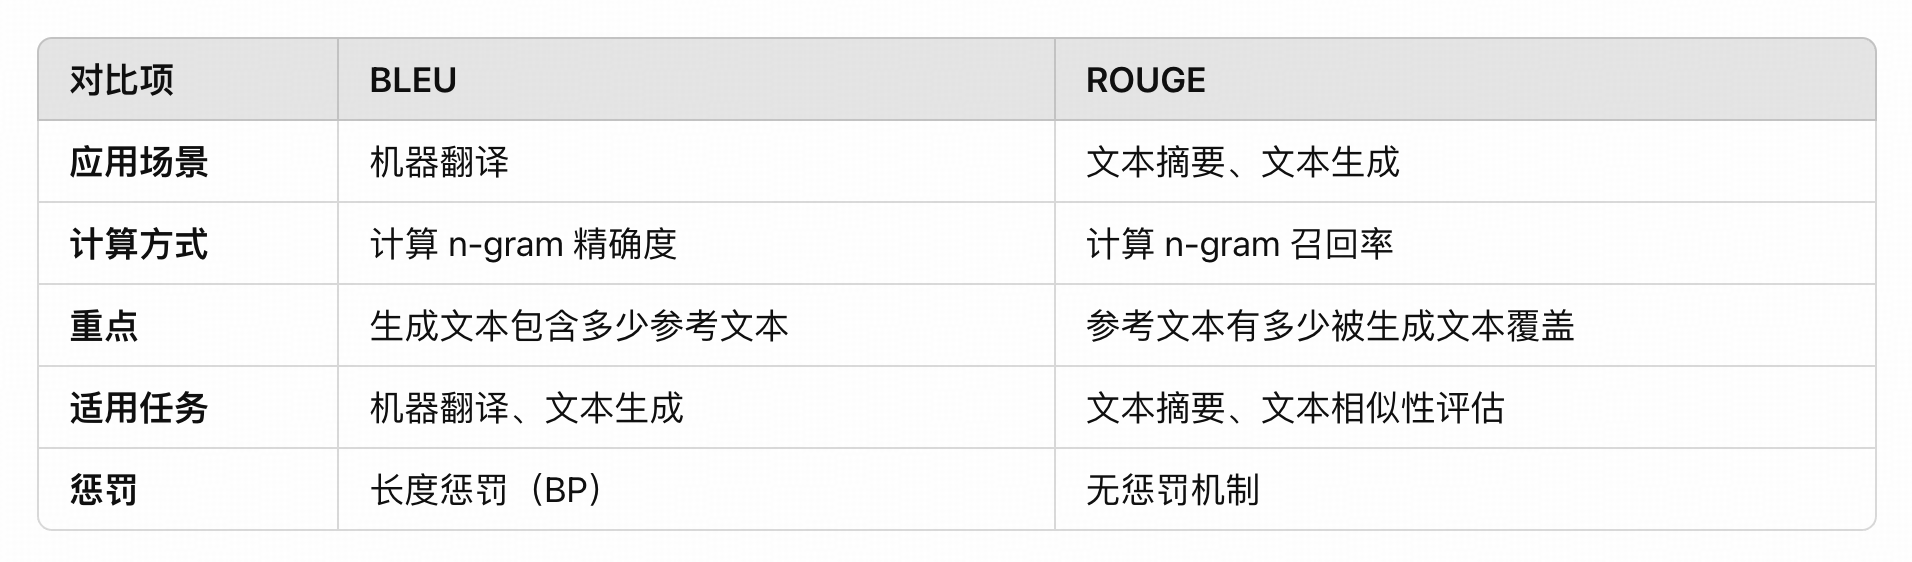 对比项 BLEU ROUGE
应用场景 机器翻译 文本摘要、文本生成
计算方式 计算 n-gram 精确度 计算 n-gram 召回率
重点 生成文本包含多少参考文本 参考文本有多少被生成文本覆盖
适用任务 机器翻译、文本生成 文本摘要、文本相似性评估
惩罚 长度惩罚（BP） 无惩罚机制